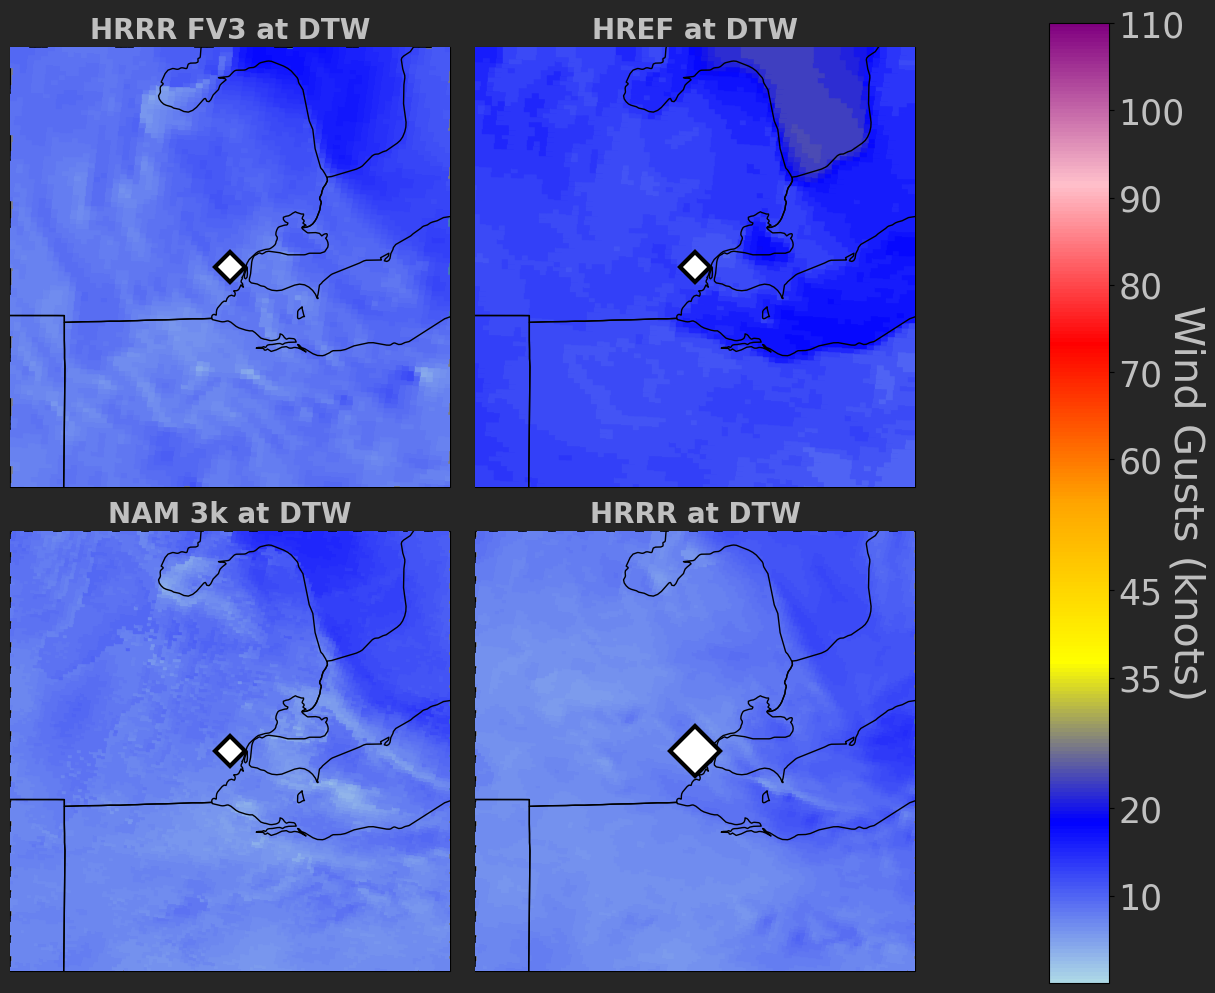 HRRR FV3 at DTW
HREF at DTW
NAM 3k at DTW
HRRR at DTW
110
100
90
80
70
60
45
35
20
10
Wind Gusts (knots)